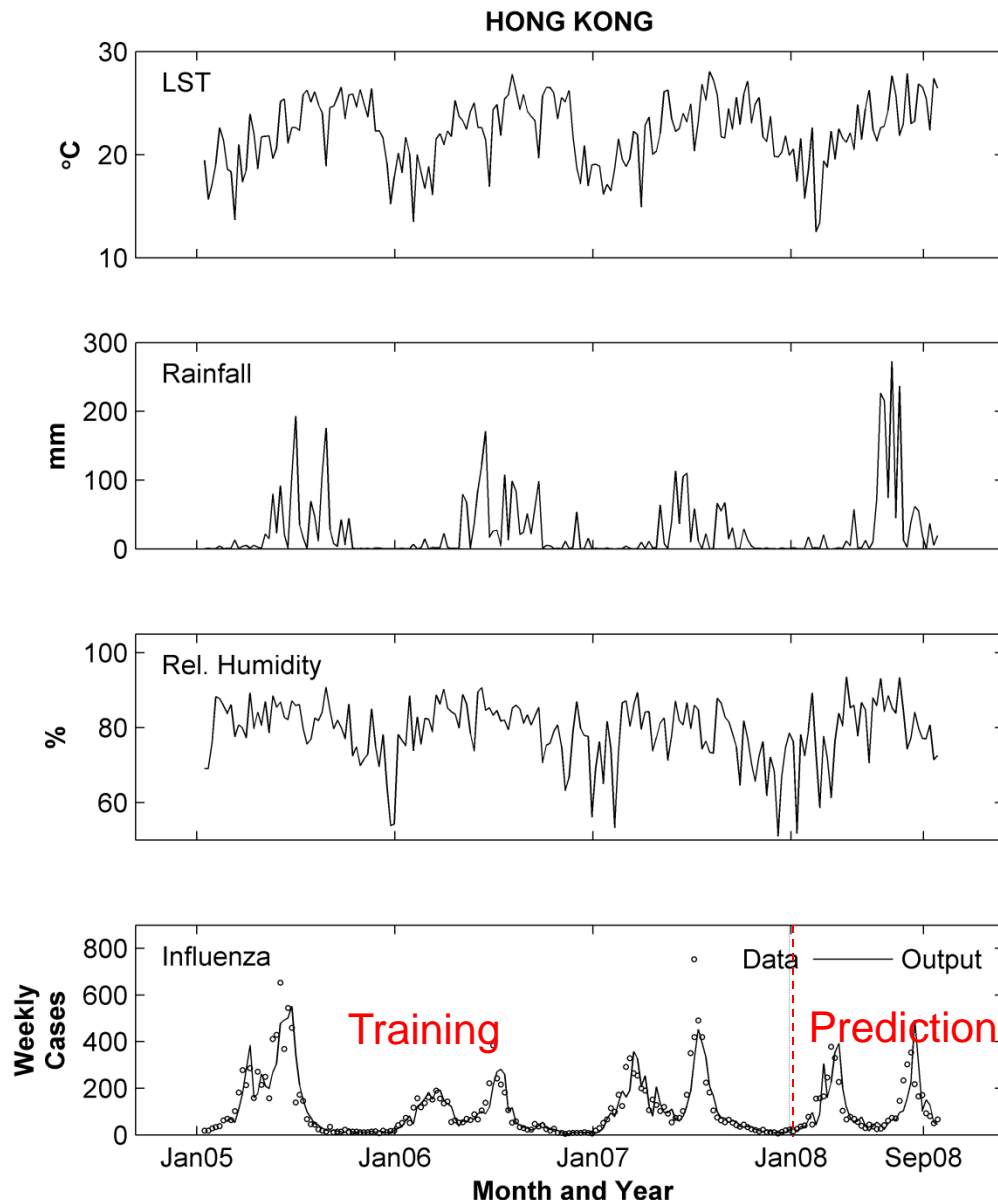 HONG KONG
LST
30
20
10
°C
Rainfall
300
200
100
0
mm
Rel. Humidity
100
80
60
%
Influenza
Data
Output
Training
Prediction
800
600
400
200
0
Weekly
Cases
Jan05
Jan06
Jan07
Jan08
Sep08
Month and Year